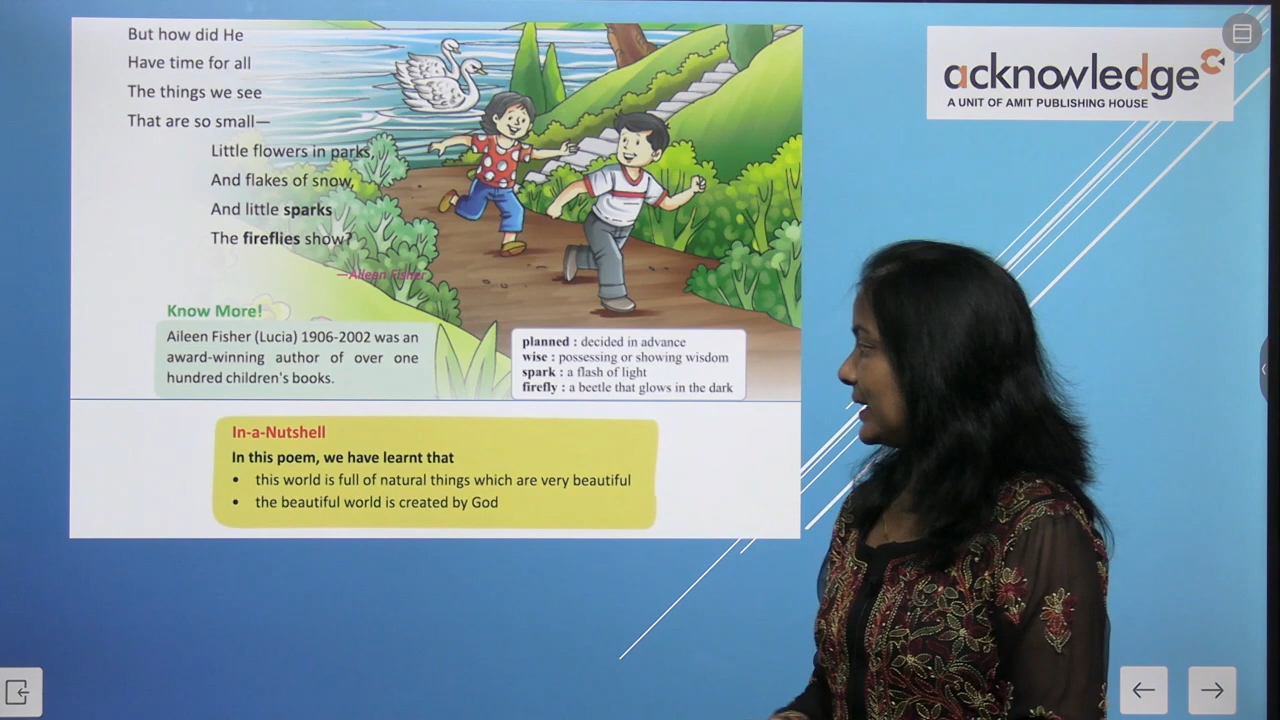 But how did He
Have time for all
The things we see
That are so small—
Little flowers in parks,
And flakes of snow,
And little sparks
The fireflies show?
—Aileen Fisher
Know More!
Aileen Fisher (Lucia) 1906-2002 was an
award-winning author of over one
hundred children's books.
planned : decided in advance
wise : possessing or showing wisdom
spark : a flash of light
firefly : a beetle that glows in the dark
In-a-Nutshell
In this poem, we have learnt that
• this world is full of natural things which are very beautiful
• the beautiful world is created by God
acknowledge
A UNIT OF AMIT PUBLISHING HOUSE